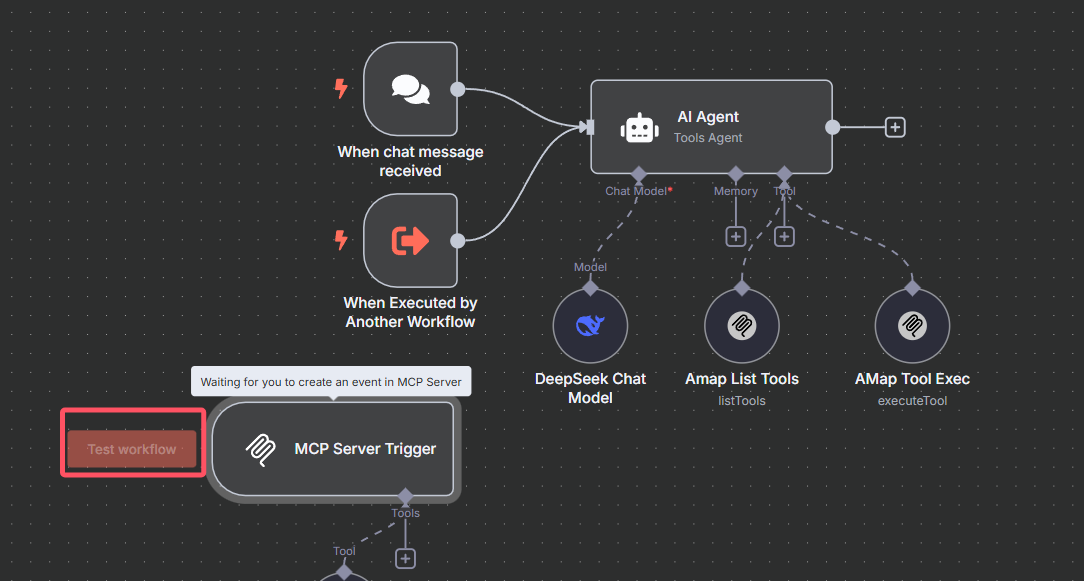 When chat message
received
AI Agent
Tools Agent
Chat Model*
Memory
Tool
When Executed by
Another Workflow
Model
DeepSeek Chat
Model
Amap List Tools
listTools
AMap Tool Exec
executeTool
Waiting for you to create an event in MCP Server
Test workflow
MCP Server Trigger
Tools
Tool